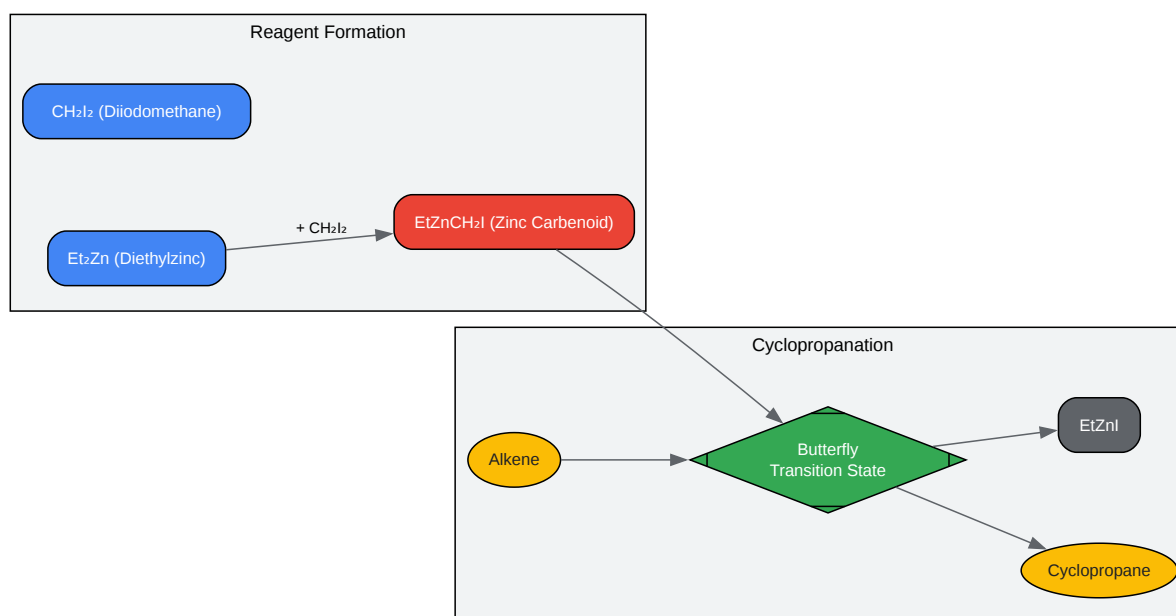 Reagent Formation
CH₂I₂ (Diiodomethane)
+ CH₂I₂
EtZnCH₂I (Zinc Carbenoid)
Et₂Zn (Diethylzinc)
Cyclopropanation
Alkene
Butterfly
Transition State
EtZnI
Cyclopropane